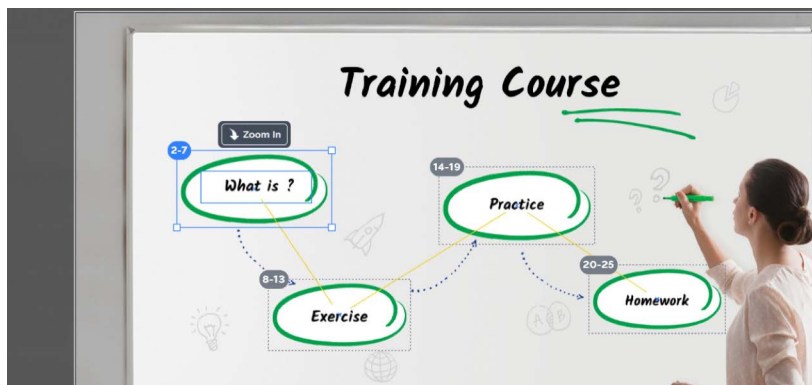 Training Course
Zoom In
2-7
What is ?
14-19
Practice
8-13
Exercise
20-25
Homework
A B